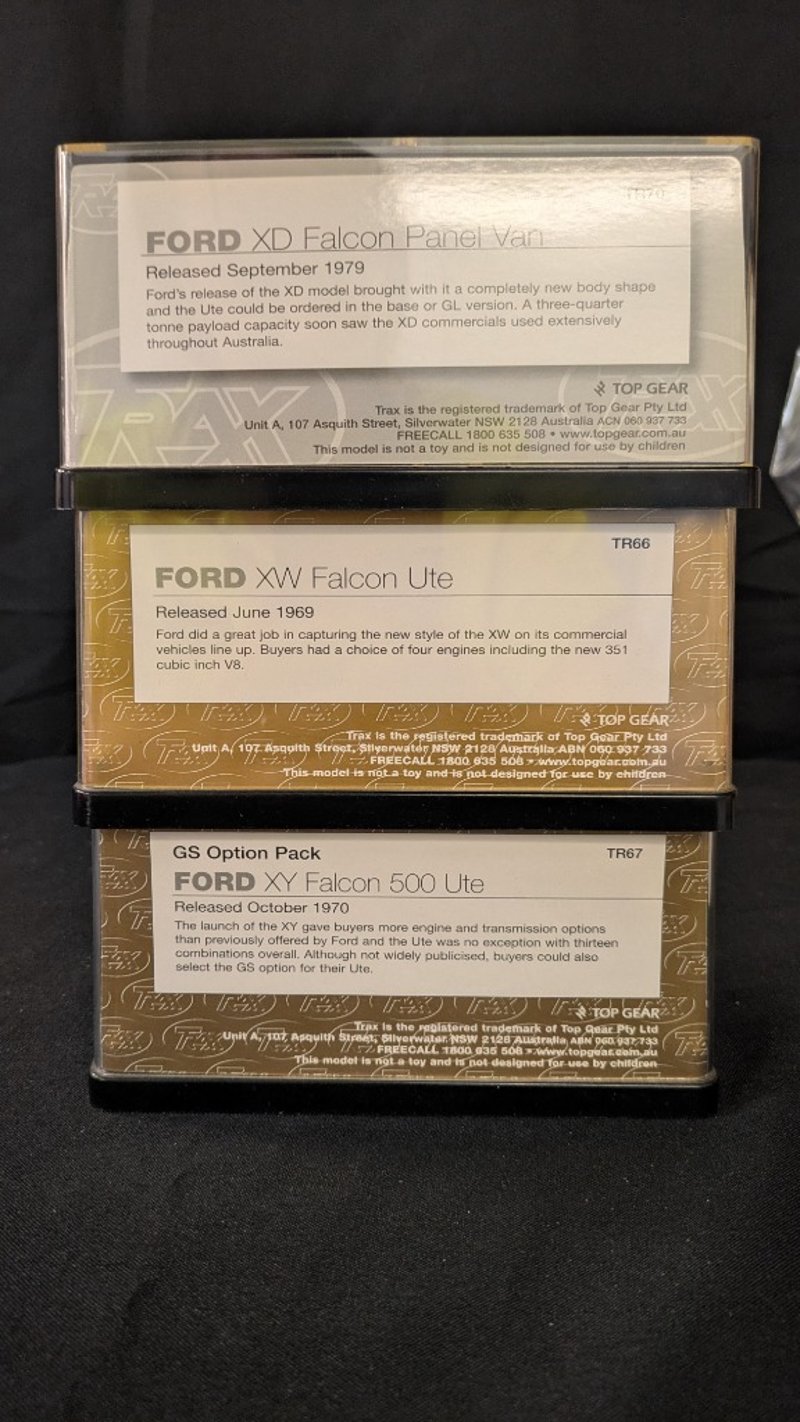 FORD XD Falcon Panel Van
Released September 1979
Ford's release of the XD model brought with it a completely new body shape
and the Ute could be ordered in the base or GL version. A three-quarter
tonne payload capacity soon saw the XD commercials used extensively
throughout Australia.
TRAX
TOP GEAR
Trax is the registered trademark of Top Gear Pty Ltd
Unit A, 107 Asquith Street, Silverwater NSW 2128 Australia ACN 060 937 733
FREECALL 1800 635 508 • www.topgear.com.au
This model is not a toy and is not designed for use by children
TR66
FORD XW Falcon Ute
Released June 1969
Ford did a great job in capturing the new style of the XW on its commercial
vehicles line up. Buyers had a choice of four engines including the new 351
cubic inch V8.
TOP GEAR
Trax is the registered trademark of Top Gear Pty Ltd
Unit A, 107 Asquith Street, Silverwater NSW 2128 Australia ABN 060 937 733
FREECALL 1800 635 508 • www.topgear.com.au
This model is not a toy and is not designed for use by children
GS Option Pack TR67
FORD XY Falcon 500 Ute
Released October 1970
The launch of the XY gave buyers more engine and transmission options
than previously offered by Ford and the Ute was no exception with thirteen
combinations overall. Although not widely publicised, buyers could also
select the GS option for their Ute.
TOP GEAR
Trax is the registered trademark of Top Gear Pty Ltd
Unit A, 107 Asquith Street, Silverwater NSW 2128 Australia ABN 060 937 733
FREECALL 1800 635 508 • www.topgear.com.au
This model is not a toy and is not designed for use by children